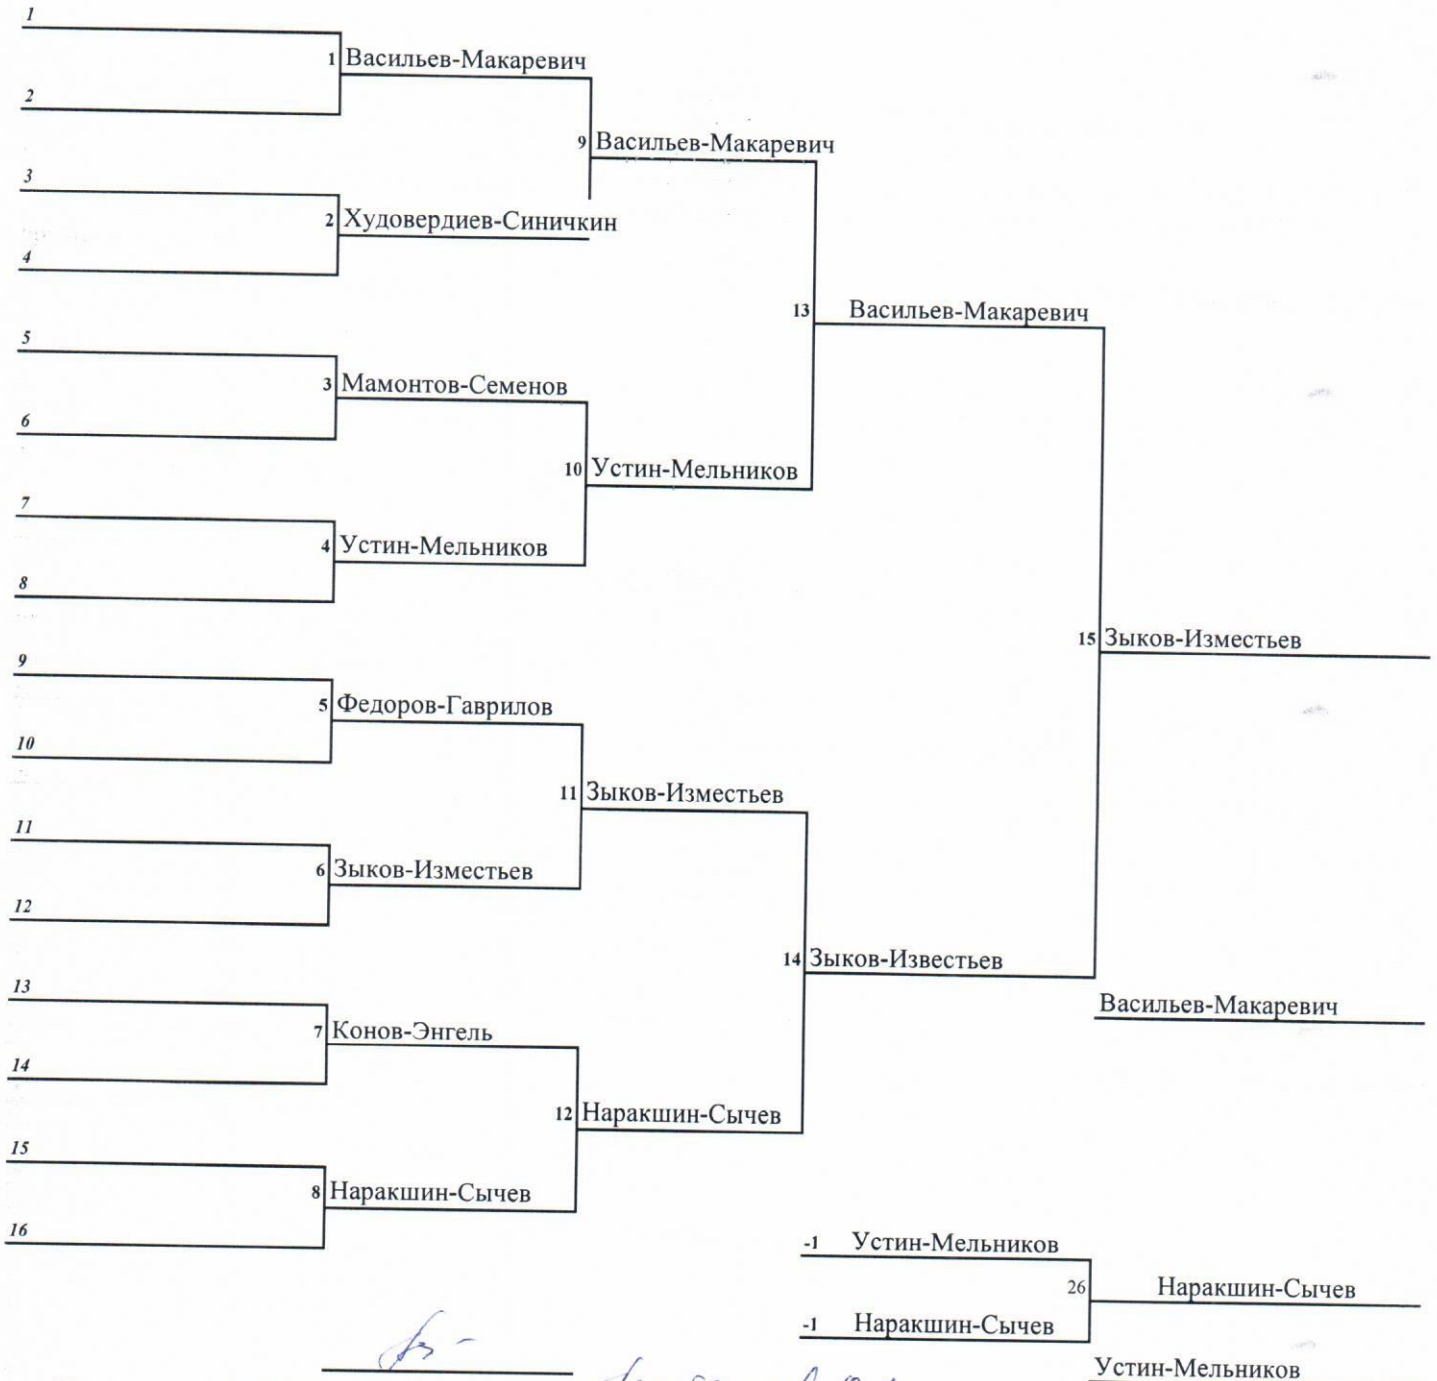 1
1 Васильев-Макаревич
2
9 Васильев-Макаревич
3
2 Худовердиев-Синичкин
4
13 Васильев-Макаревич
5
3 Мамонтов-Семенов
6
10 Устин-Мельников
7
4 Устин-Мельников
8
15 Зыков-Изместьев
9
5 Федоров-Гаврилов
10
11 Зыков-Изместьев
11
6 Зыков-Изместьев
12
14 Зыков-Известьев
13
Васильев-Макаревич
7 Конов-Энгель
14
12 Наракшин-Сычев
15
8 Наракшин-Сычев
16
-1 Устин-Мельников
26 Наракшин-Сычев
-1 Наракшин-Сычев
Устин-Мельников